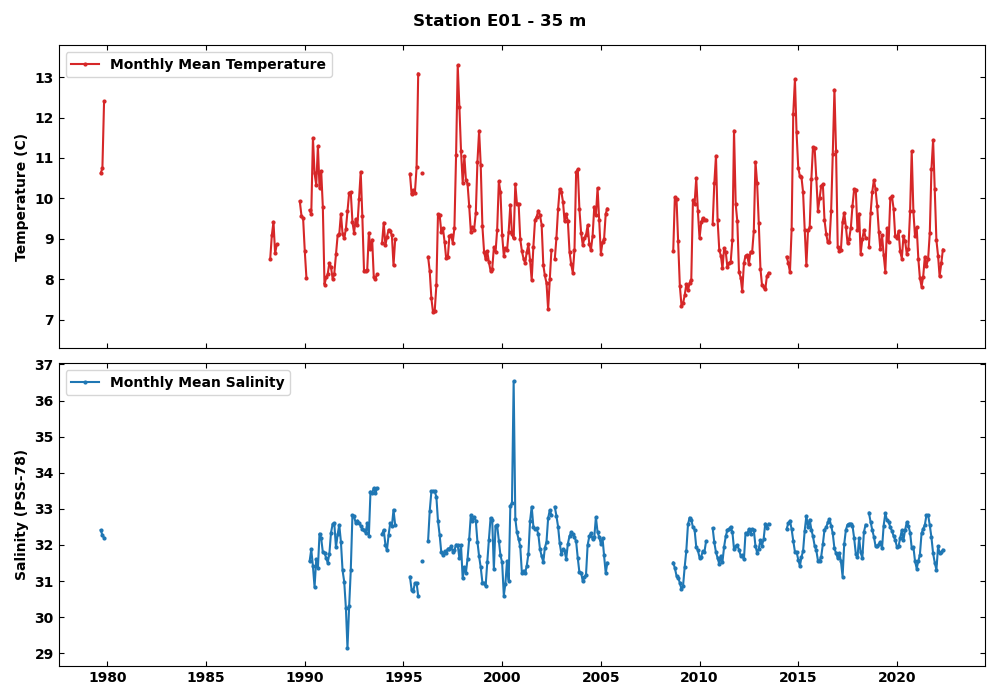 Station E01 - 35 m
Monthly Mean Temperature
Temperature (C)
13
12
11
10
9
8
7
Monthly Mean Salinity
Salinity (PSS-78)
37
36
35
34
33
32
31
30
29
1980 1985 1990 1995 2000 2005 2010 2015 2020